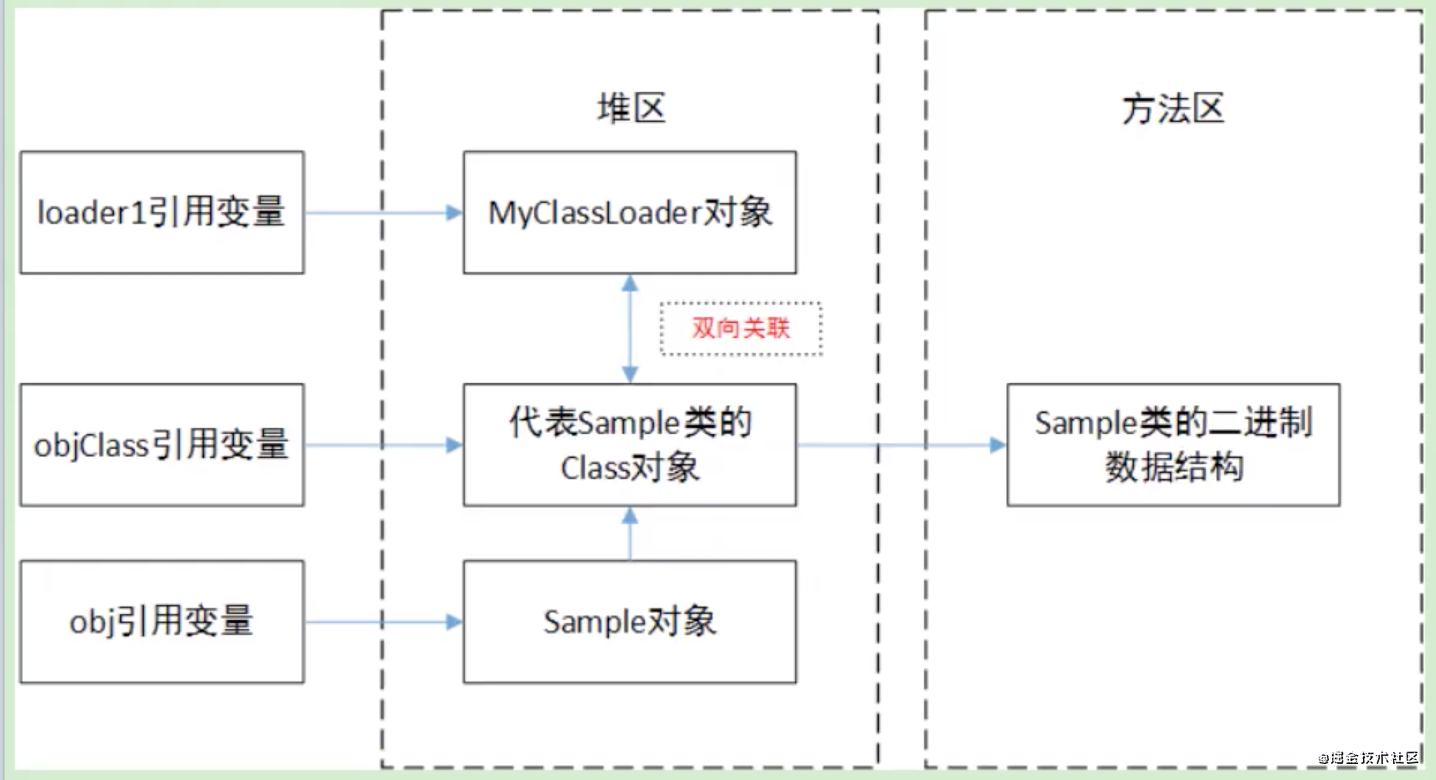 堆区
方法区
loader1引用变量
MyClassLoader对象
双向关联
objClass引用变量
代表Sample类的
Class对象
Sample类的二进制
数据结构
obj引用变量
Sample对象
@掘金技术社区